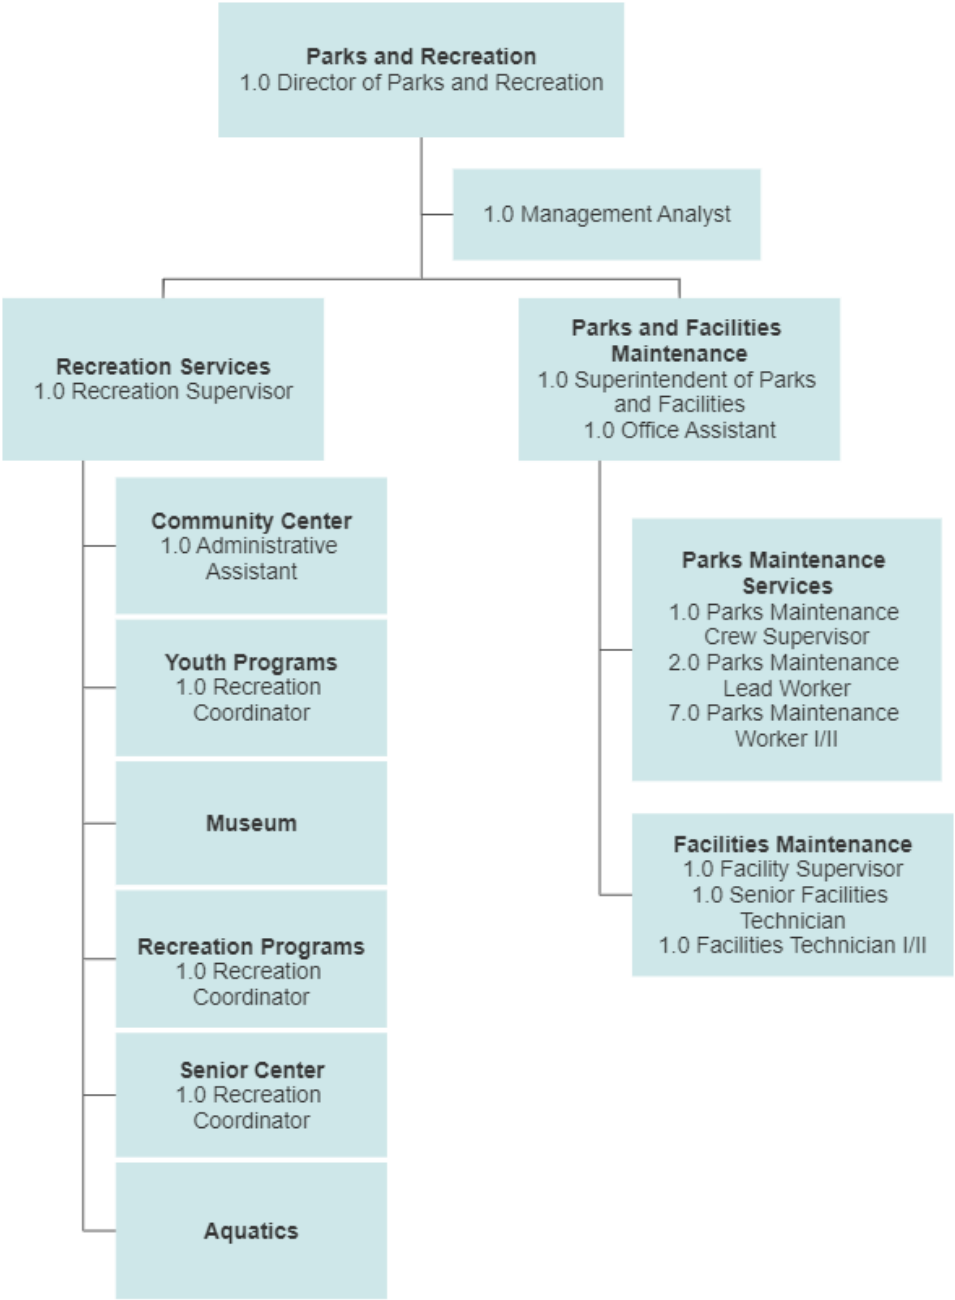 Parks and Recreation
1.0 Director of Parks and Recreation
1.0 Management Analyst
Recreation Services
1.0 Recreation Supervisor
Parks and Facilities
Maintenance
1.0 Superintendent of Parks
and Facilities
1.0 Office Assistant
Community Center
1.0 Administrative
Assistant
Youth Programs
1.0 Recreation
Coordinator
Museum
Recreation Programs
1.0 Recreation
Coordinator
Senior Center
1.0 Recreation
Coordinator
Aquatics
Parks Maintenance
Services
1.0 Parks Maintenance
Crew Supervisor
2.0 Parks Maintenance
Lead Worker
7.0 Parks Maintenance
Worker I/II
Facilities Maintenance
1.0 Facility Supervisor
1.0 Senior Facilities
Technician
1.0 Facilities Technician I/II